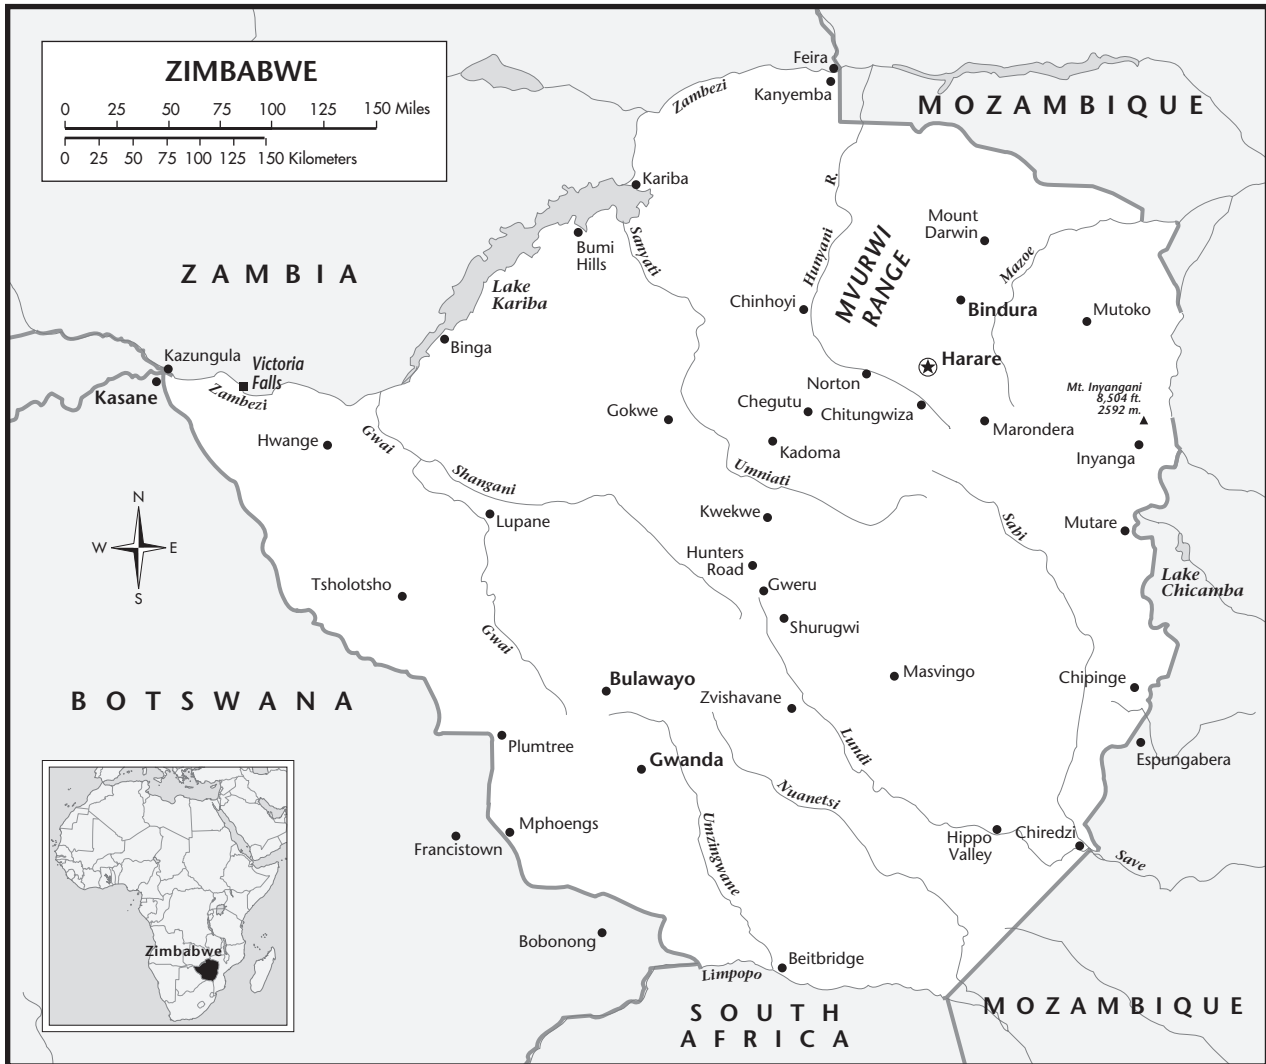 ZIMBABWE
0 25 50 75 100 125 150 Miles
0 25 50 75 100 125 150 Kilometers
Feira
Kanyemba
Zambezi
MOZAMBIQUE
Kariba
R.
Mount
Darwin
Bumi
Hills
Sanyati
Hunyani
MVURWI
RANGE
Mazoe
ZAMBIA
Lake
Kariba
Chinhoyi
Bindura
Mutoko
Binga
Kazungula
Victoria
Falls
Harare
Kasane
Zambezi
Norton
Mt. Inyangani
8,504 ft.
2592 m.
Gokwe
Chegutu
Chitungwiza
Marondera
Hwange
Gwai
Kadoma
Inyanga
Shangani
Umniati
N
W E
S
Lupane
Kwekwe
Sabi
Mutare
Hunters
Road
Gweru
Lake
Chicamba
Tsholotsho
Shurugwi
Gwai
Bulawayo
Masvingo
Chipinge
BOTSWANA
Zvishavane
Plumtree
Gwanda
Lundi
Espungabera
Nuanetsi
Mphoengs
Francistown
Umzingwane
Hippo
Valley
Chiredzi
Save
Zimbabwe
Bobonong
Beitbridge
Limpopo
SOUTH
AFRICA
MOZAMBIQUE